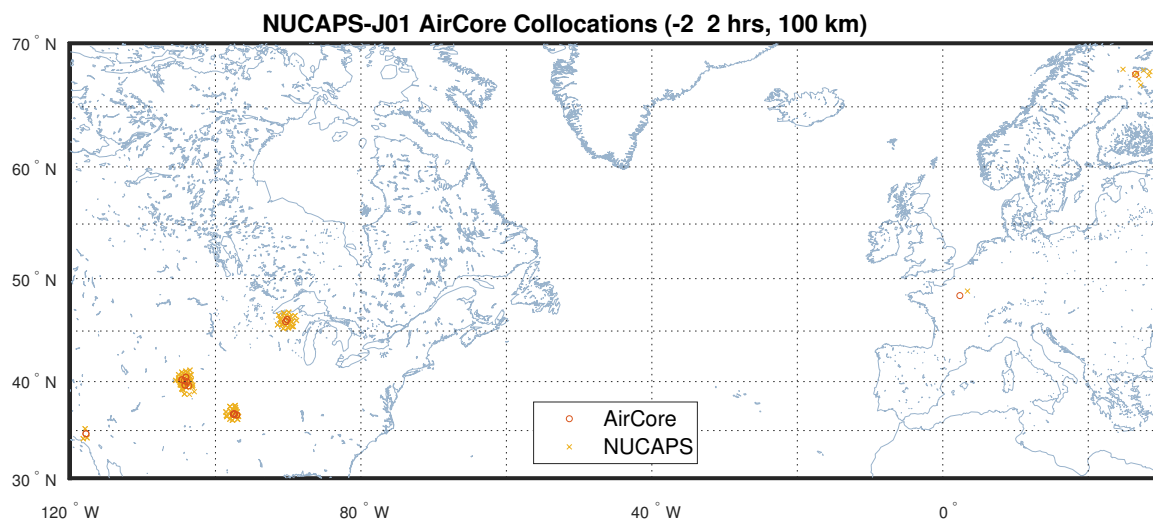 NUCAPS-J01 AirCore Collocations (-2 2 hrs, 100 km)
70° N
60° N
50° N
40° N
30° N
AirCore
NUCAPS
120° W
80° W
40° W
0°